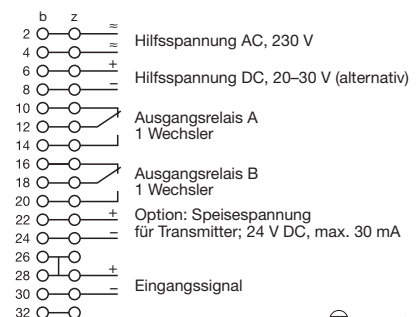 b z
2 ≈
Hilfsspannung AC, 230 V
4 ≈
6 +
Hilfsspannung DC, 20–30 V (alternativ)
8 –
10
Ausgangsrelais A
12
1 Wechsler
14
16
Ausgangsrelais B
18
1 Wechsler
20
22 +
Option: Speisespannung
für Transmitter; 24 V DC, max. 30 mA
24 –
26
28 +
Eingangssignal
30 –
32